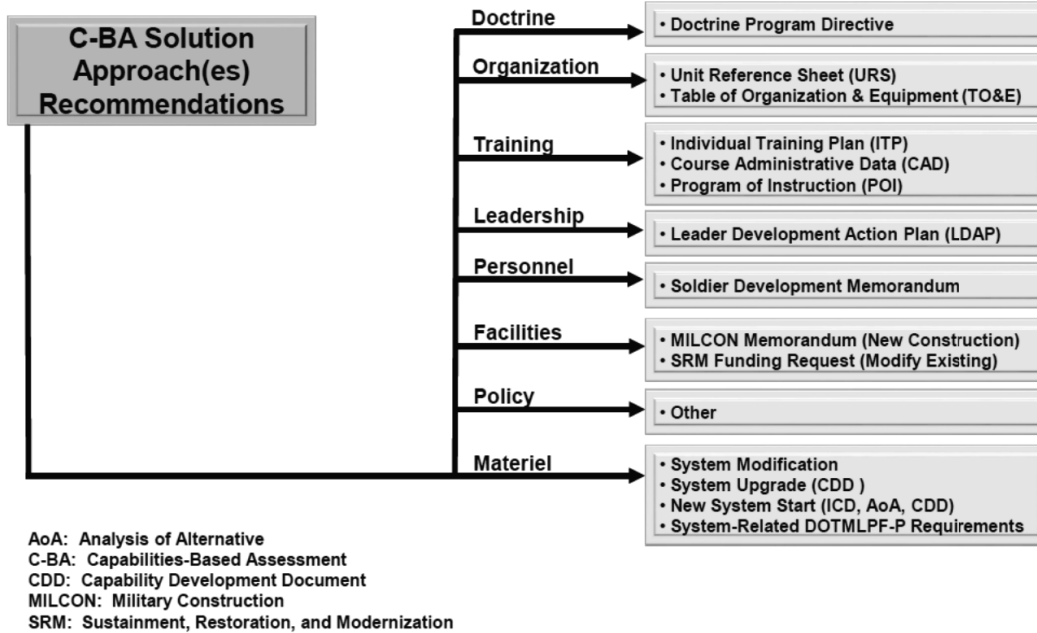 C-BA Solution
Approach(es)
Recommendations
Doctrine
• Doctrine Program Directive
Organization
• Unit Reference Sheet (URS)
• Table of Organization & Equipment (TO&E)
Training
• Individual Training Plan (ITP)
• Course Administrative Data (CAD)
• Program of Instruction (POI)
Leadership
• Leader Development Action Plan (LDAP)
Personnel
• Soldier Development Memorandum
Facilities
• MILCON Memorandum (New Construction)
• SRM Funding Request (Modify Existing)
Policy
• Other
Materiel
• System Modification
• System Upgrade (CDD )
• New System Start (ICD, AoA, CDD)
• System-Related DOTMLPF-P Requirements
AoA: Analysis of Alternative
C-BA: Capabilities-Based Assessment
CDD: Capability Development Document
MILCON: Military Construction
SRM: Sustainment, Restoration, and Modernization